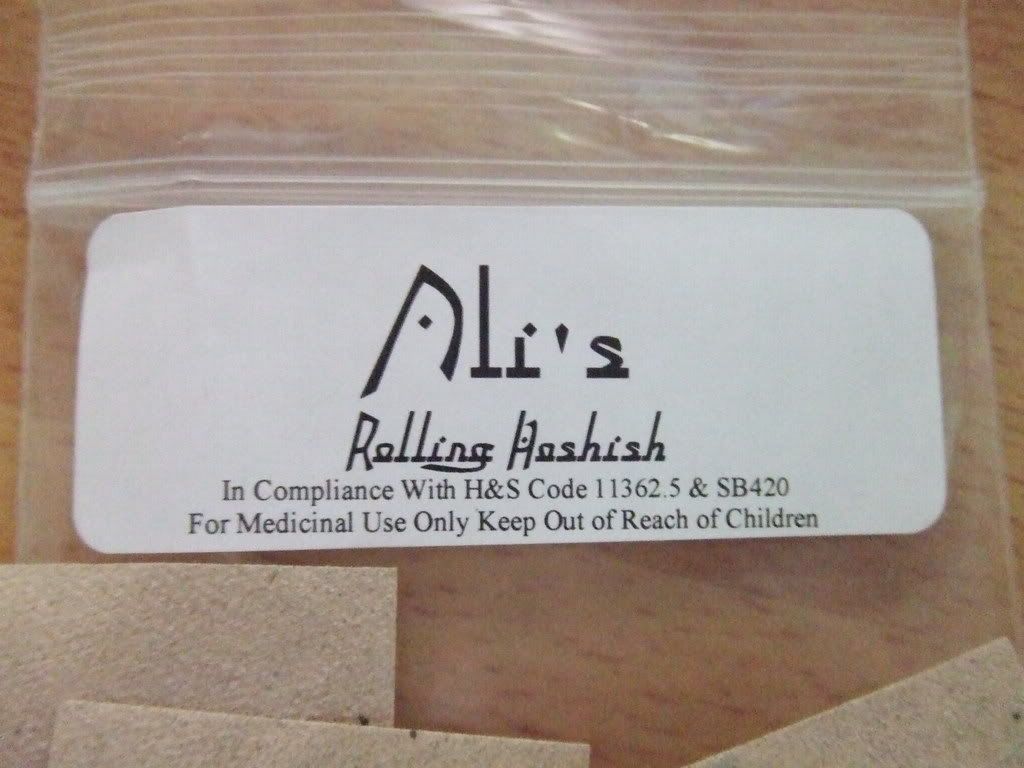 Ali's
Rolling Hashish
In Compliance With H&S Code 11362.5 & SB420
For Medicinal Use Only Keep Out of Reach of Children